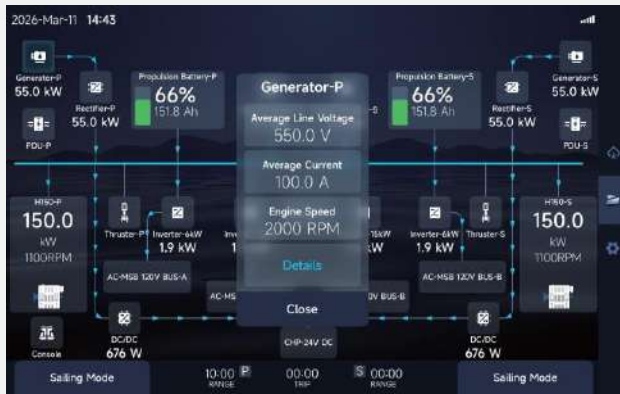 2026-Mar-11 14:43
Generator-P
55.0 kW
Rectifier-P
55.0 kW
PDU-P
Propulsion Battery-P
66%
151.8 Ah
Generator-P
Average Line Voltage
550.0 V
Average Current
100.0 A
Engine Speed
2000 RPM
Details
Close
Propulsion Battery-S
66%
151.8 Ah
Rectifier-S
55.0 kW
Generator-S
55.0 kW
PDU-S
H150-P
150.0
kW
1100RPM
Thruster-P
Inverter-6kW
1.9 kW
Inverter-6kW
1.9 kW
Thruster-S
H150-S
150.0
kW
1100RPM
AC-MSB 120V BUS-A
AC-MSB 120V BUS-B
Console
DC/DC
676 W
CHP-24V DC
DC/DC
676 W
Sailing Mode
10:00 P
RANGE
00:00
TRIP
S 00:00
RANGE
Sailing Mode